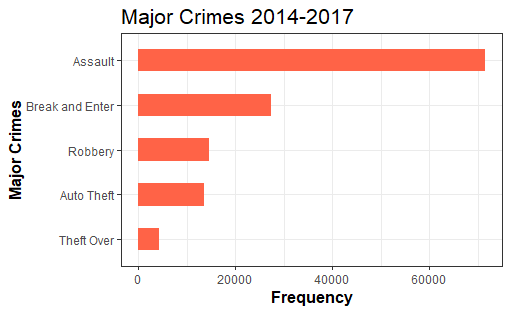 Major Crimes 2014-2017
Major Crimes
Assault
Break and Enter
Robbery
Auto Theft
Theft Over
0 20000 40000 60000
Frequency